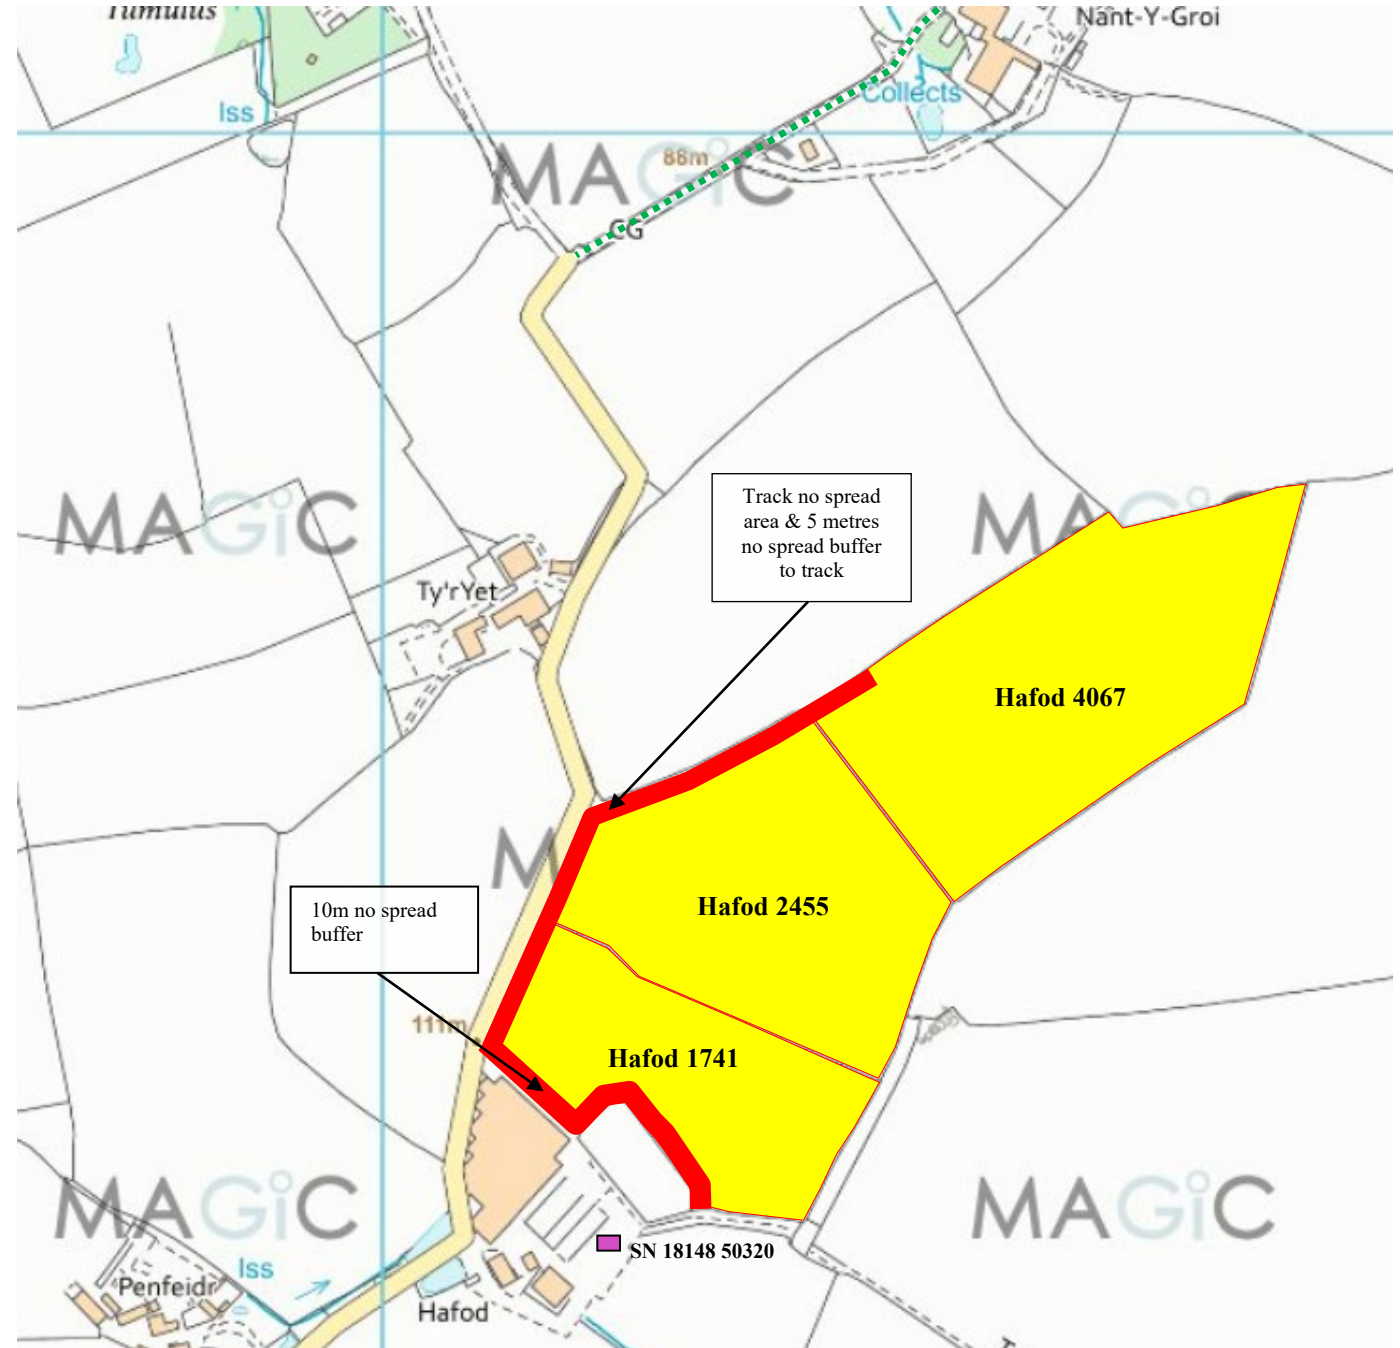 Tumulus
Nant-Y-Groi
Iss
Collects
MAGiC
88m
CG
MAGiC
MAGiC
Track no spread
area & 5 metres
no spread buffer
to track
Ty'rYet
Hafod 4067
M
Hafod 2455
10m no spread
buffer
111m
Hafod 1741
MAGiC
MAGiC
SN 18148 50320
Iss
Penfeidr
Hafod